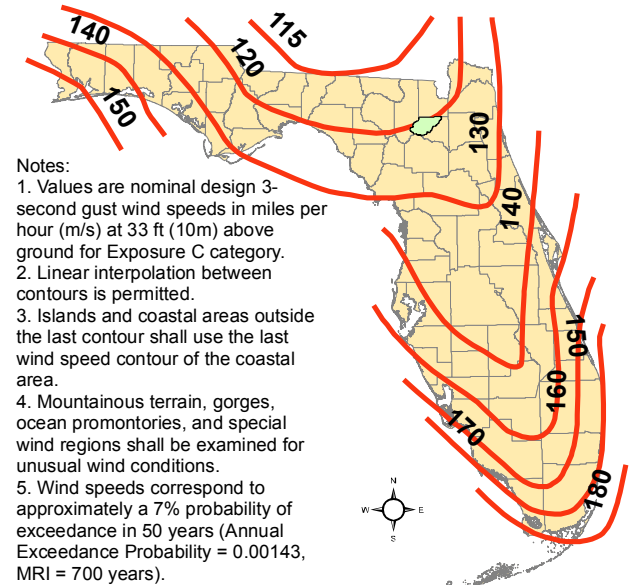 115
140
120
150
130
140
Notes:
1. Values are nominal design 3-
second gust wind speeds in miles per
hour (m/s) at 33 ft (10m) above
ground for Exposure C category.
2. Linear interpolation between
contours is permitted.
3. Islands and coastal areas outside
the last contour shall use the last
wind speed contour of the coastal
area.
4. Mountainous terrain, gorges,
ocean promontories, and special
wind regions shall be examined for
unusual wind conditions.
5. Wind speeds correspond to
approximately a 7% probability of
exceedance in 50 years (Annual
Exceedance Probability = 0.00143,
MRI = 700 years).
150
160
170
180
N
W E
S